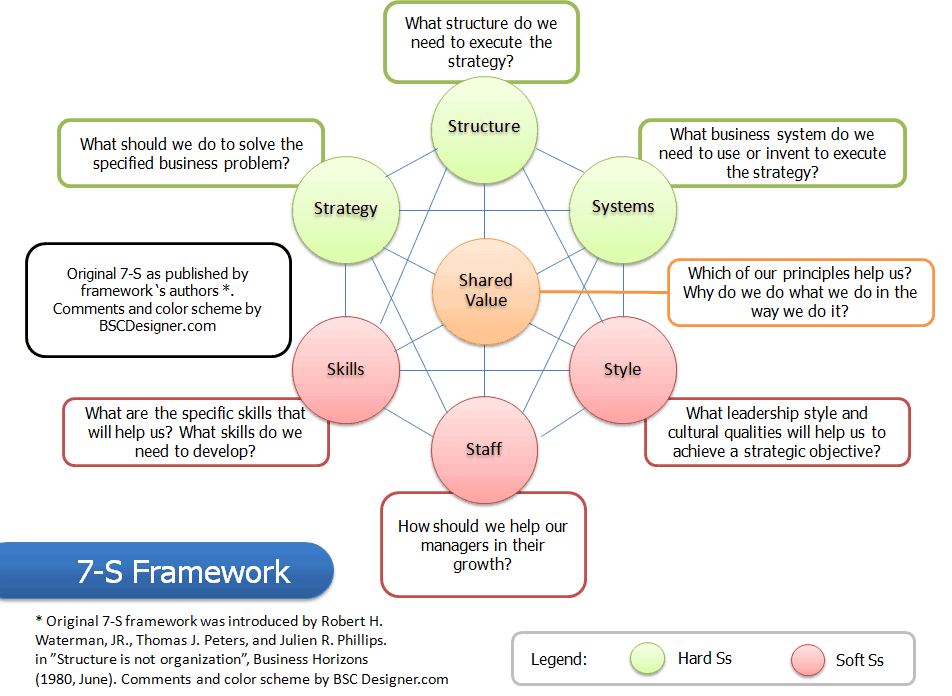 What structure do we
need to execute the
strategy?
Structure
What should we do to solve the
specified business problem?
What business system do we
need to use or invent to execute
the strategy?
Strategy
Systems
Original 7-S as published by
framework`s authors *.
Comments and color scheme by
BSCDesigner.com
Shared
Value
Which of our principles help us?
Why do we do what we do in the
way we do it?
Skills
Style
What are the specific skills that
will help us? What skills do we
need to develop?
Staff
What leadership style and
cultural qualities will help us to
achieve a strategic objective?
How should we help our
managers in their
growth?
7-S Framework
* Original 7-S framework was introduced by Robert H.
Waterman, JR., Thomas J. Peters, and Julien R. Phillips.
in ”Structure is not organization”, Business Horizons
(1980, June). Comments and color scheme by BSC Designer.com
Legend:
Hard Ss
Soft Ss